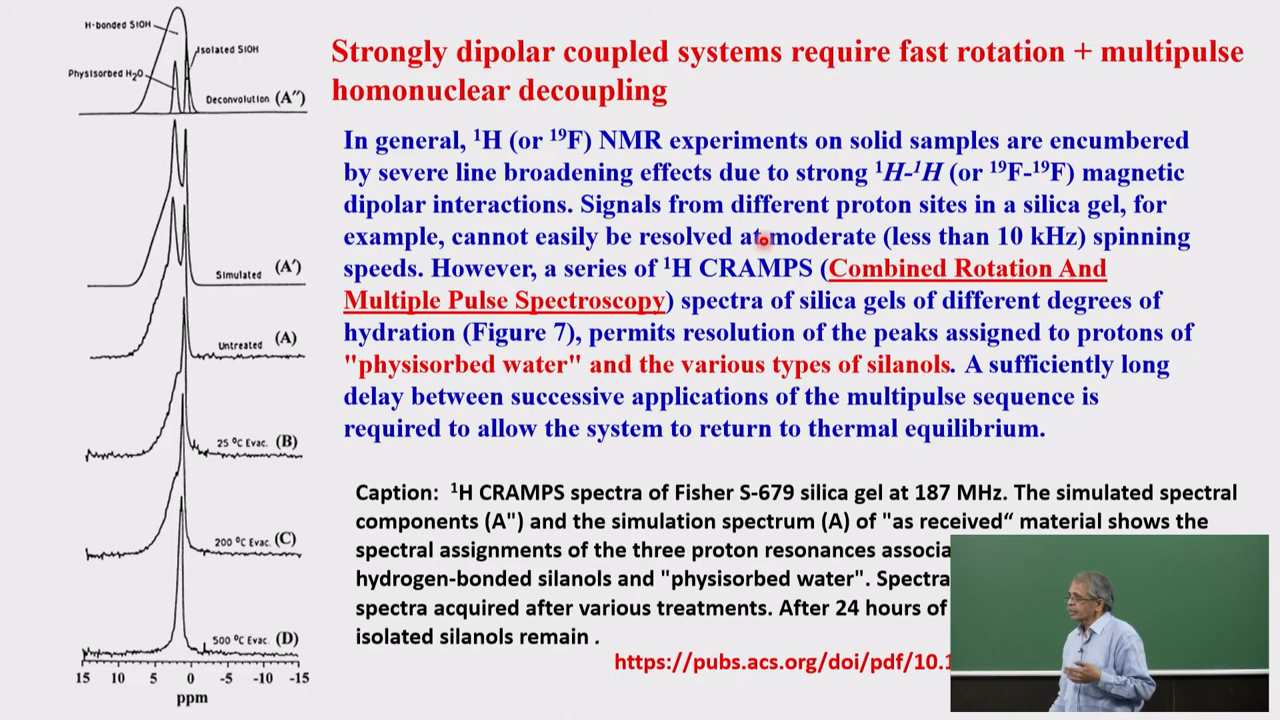 H-bonded SiOH
Isolated SiOH
Physisorbed H₂O
Deconvolution (A″)
Simulated (A′)
Untreated (A)
25 °C Evac. (B)
200 °C Evac. (C)
500 °C Evac. (D)
15 10 5 0 -5 -10 -15
ppm
Strongly dipolar coupled systems require fast rotation + multipulse
homonuclear decoupling
In general, ¹H (or ¹⁹F) NMR experiments on solid samples are encumbered
by severe line broadening effects due to strong ¹H-¹H (or ¹⁹F-¹⁹F) magnetic
dipolar interactions. Signals from different proton sites in a silica gel, for
example, cannot easily be resolved at moderate (less than 10 kHz) spinning
speeds. However, a series of ¹H CRAMPS (Combined Rotation And
Multiple Pulse Spectroscopy) spectra of silica gels of different degrees of
hydration (Figure 7), permits resolution of the peaks assigned to protons of
"physisorbed water" and the various types of silanols. A sufficiently long
delay between successive applications of the multipulse sequence is
required to allow the system to return to thermal equilibrium.
Caption: ¹H CRAMPS spectra of Fisher S-679 silica gel at 187 MHz. The simulated spectral
components (A") and the simulation spectrum (A) of "as received“ material shows the
spectral assignments of the three proton resonances
hydrogen-bonded silanols and "physisorbed water". Spectra
spectra acquired after various treatments. After 24 hours of
isolated silanols remain .
https://pubs.acs.org/doi/pdf/10.1